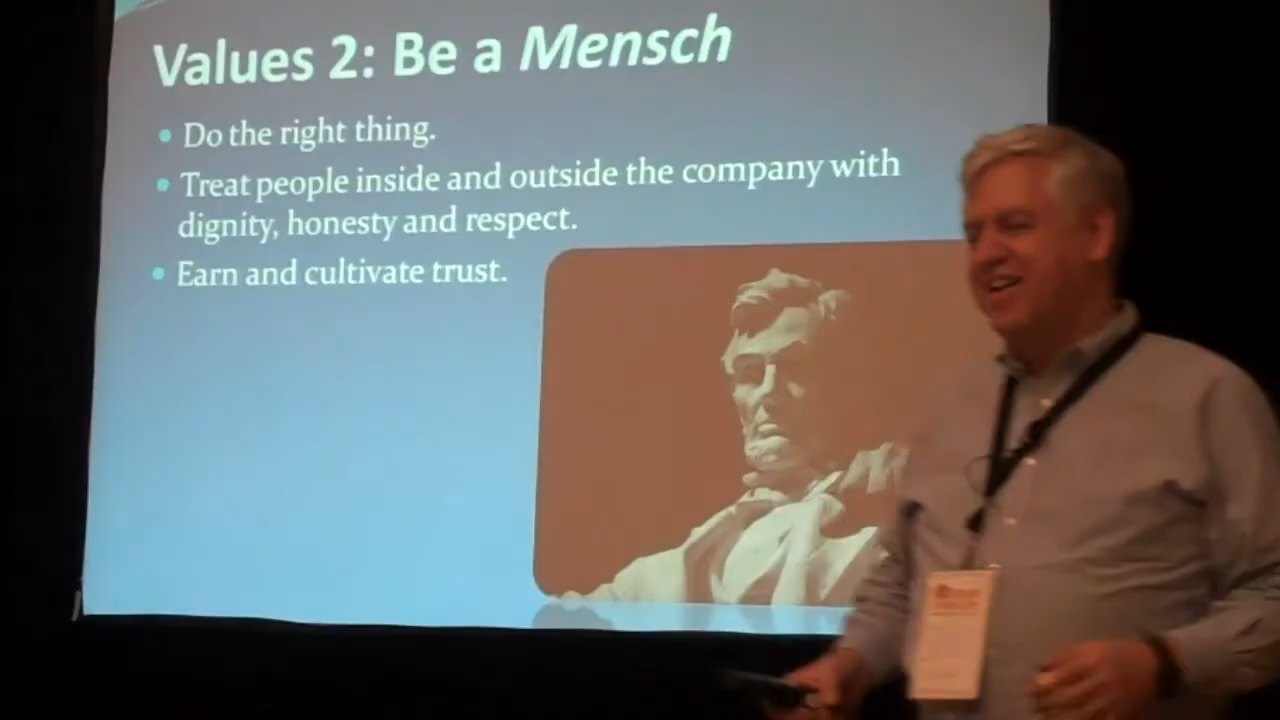 Values 2: Be a Mensch
• Do the right thing.
• Treat people inside and outside the company with
dignity, honesty and respect.
• Earn and cultivate trust.